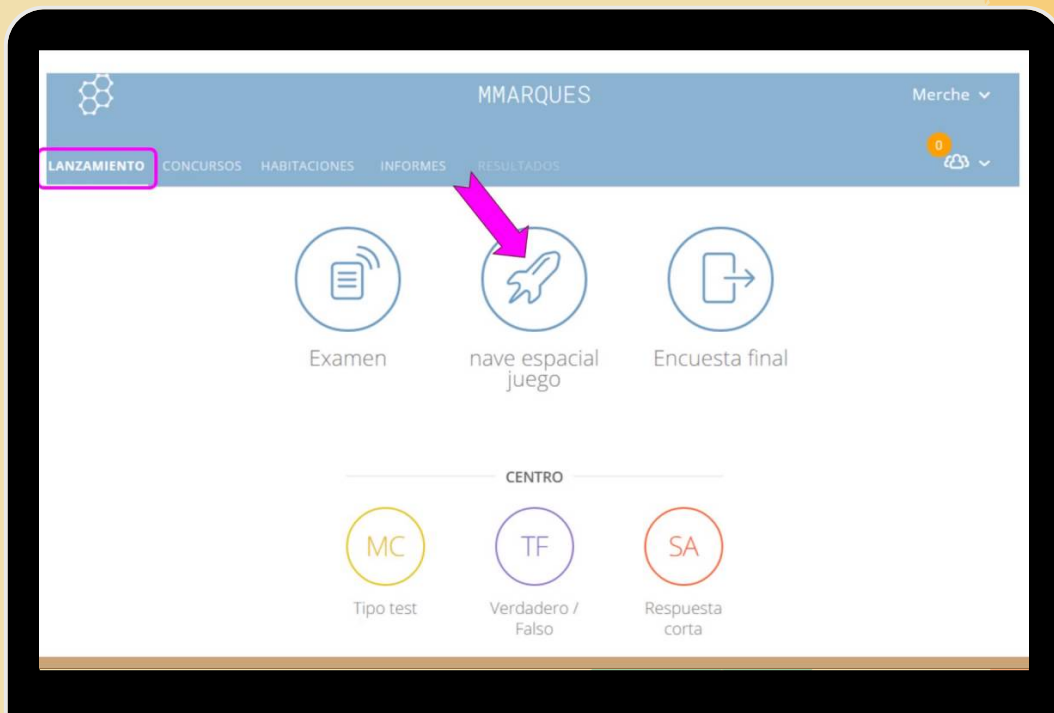 MMARQUES
Merche
LANZAMIENTO CONCURSOS HABITACIONES INFORMES RESULTADOS
0
Examen
nave espacial
juego
Encuesta final
CENTRO
MC
TF
SA
Tipo test
Verdadero /
Falso
Respuesta
corta